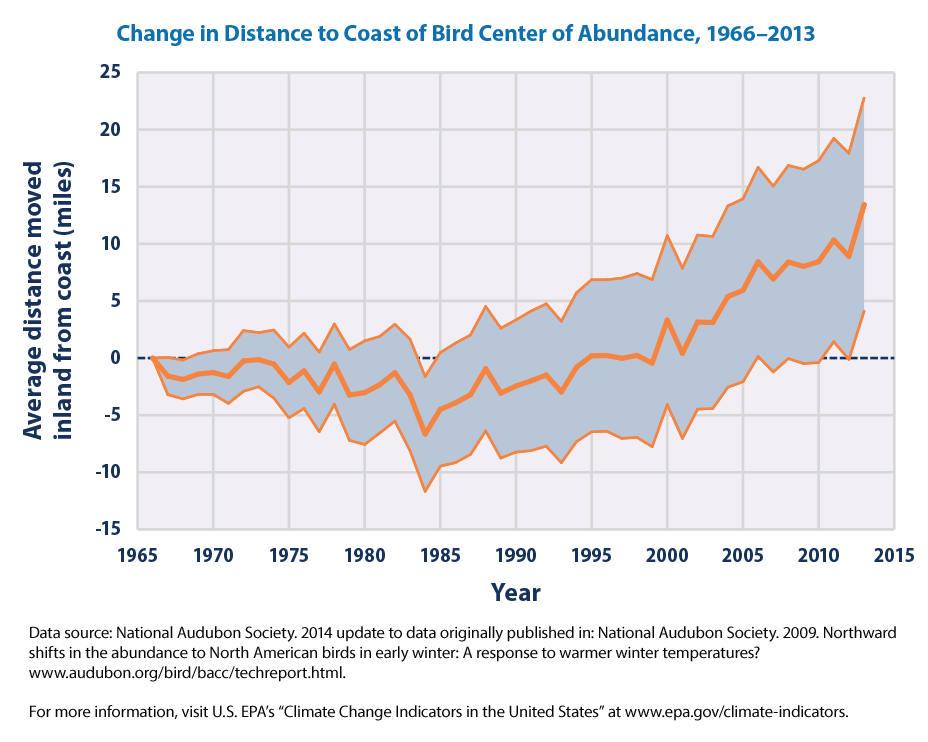 Change in Distance to Coast of Bird Center of Abundance, 1966–2013
Average distance moved
inland from coast (miles)
25
20
15
10
5
0
-5
-10
-15
1965 1970 1975 1980 1985 1990 1995 2000 2005 2010 2015
Year
Data source: National Audubon Society. 2014 update to data originally published in: National Audubon Society. 2009. Northward
shifts in the abundance to North American birds in early winter: A response to warmer winter temperatures?
www.audubon.org/bird/bacc/techreport.html.
For more information, visit U.S. EPA’s “Climate Change Indicators in the United States” at www.epa.gov/climate-indicators.